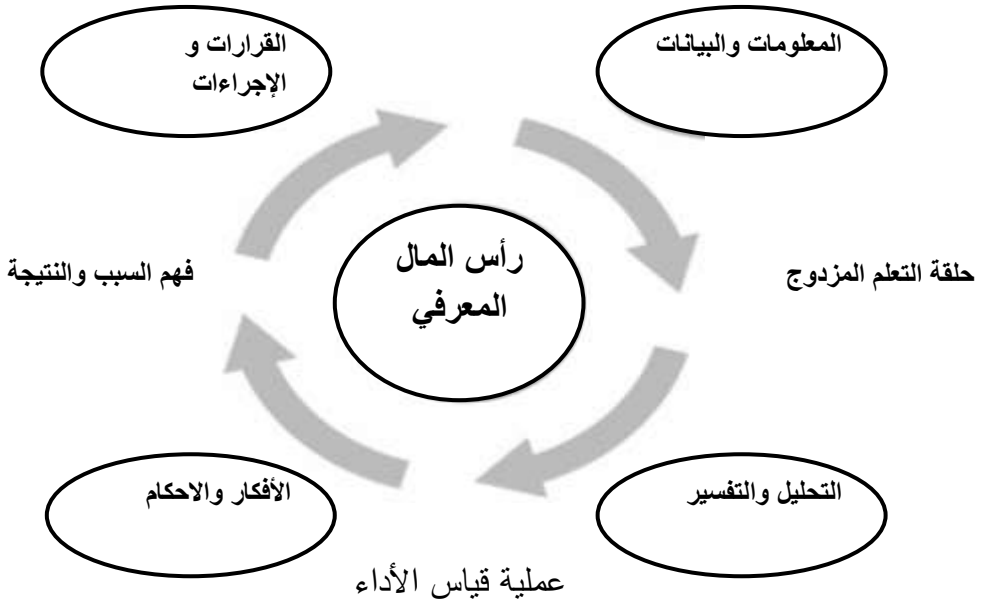 المعلومات والبيانات
القرارات و
الإجراءات
رأس المال
المعرفي
حلقة التعلم المزدوج
فهم السبب والنتيجة
التحليل والتفسير
الأفكار والاحكام
عملية قياس الأداء